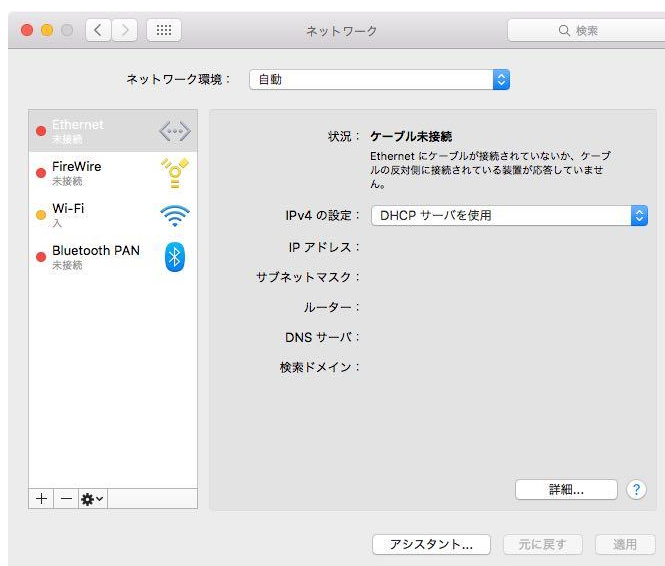 ネットワーク
検索
ネットワーク環境：
自動
Ethernet
未接続
FireWire
未接続
Wi-Fi
入
Bluetooth PAN
未接続
状況：
ケーブル未接続
Ethernet にケーブルが接続されていないか、ケーブ
ルの反対側に接続されている装置が応答していませ
ん。
IPv4 の設定：
DHCP サーバを使用
IP アドレス：
サブネットマスク：
ルーター：
DNS サーバ：
検索ドメイン：
詳細...
?
アシスタント...
元に戻す
適用